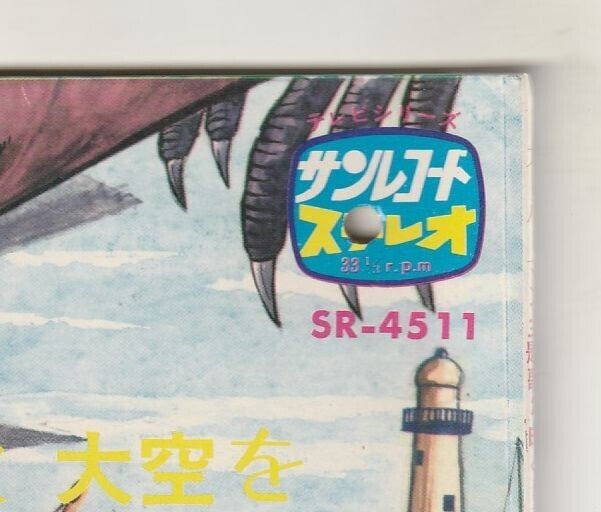 テレビシリーズ
サンレコード
ステレオ
33 1/3 r.p.m
SR-4511
大空を